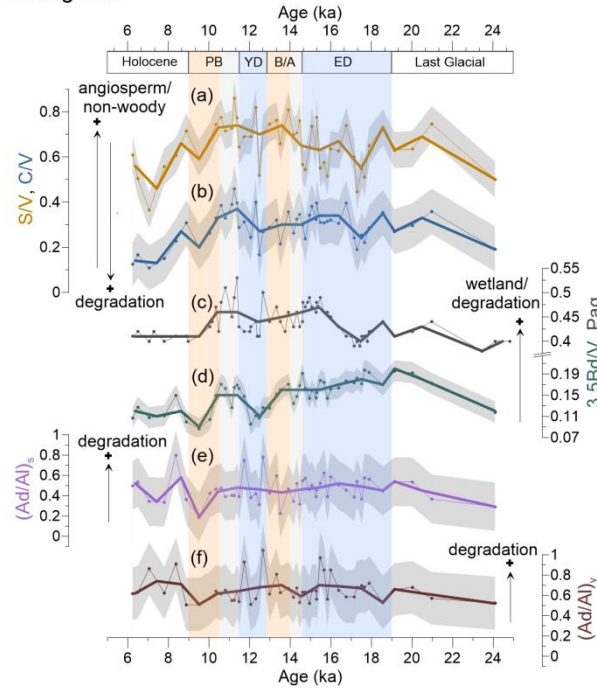 Age (ka)
6 8 10 12 14 16 18 20 22 24
Holocene PB YD B/A ED Last Glacial
angiosperm/
non-woody
+
(a)
0.8
0.6
0.4
0.2
0
S/V, C/V
(b)
+
degradation
wetland/
degradation
+
0.55
0.5
0.45
0.4
Pag
(c)
0.19
0.15
0.11
0.07
3,5Bd/V
(d)
degradation
+
1
0.8
0.6
0.4
0.2
0
(Ad/Al)s
(e)
degradation
+
1
0.8
0.6
0.4
0.2
0
(Ad/Al)v
(f)
6 8 10 12 14 16 18 20 22 24
Age (ka)